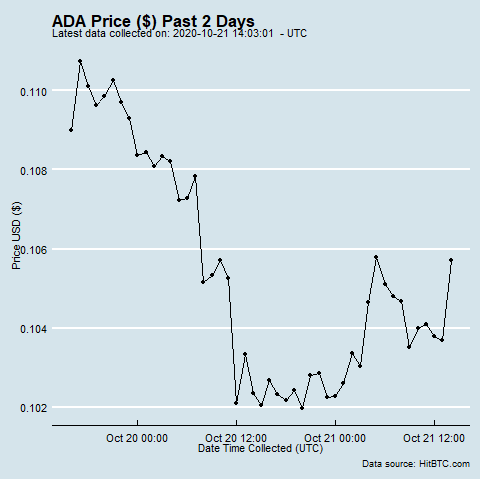 ADA Price ($) Past 2 Days
Latest data collected on: 2020-10-21 14:03:01  - UTC
0.110
0.108
0.106
0.104
0.102
Price USD ($)
Oct 20 00:00 Oct 20 12:00 Oct 21 00:00 Oct 21 12:00
Date Time Collected (UTC)
Data source: HitBTC.com